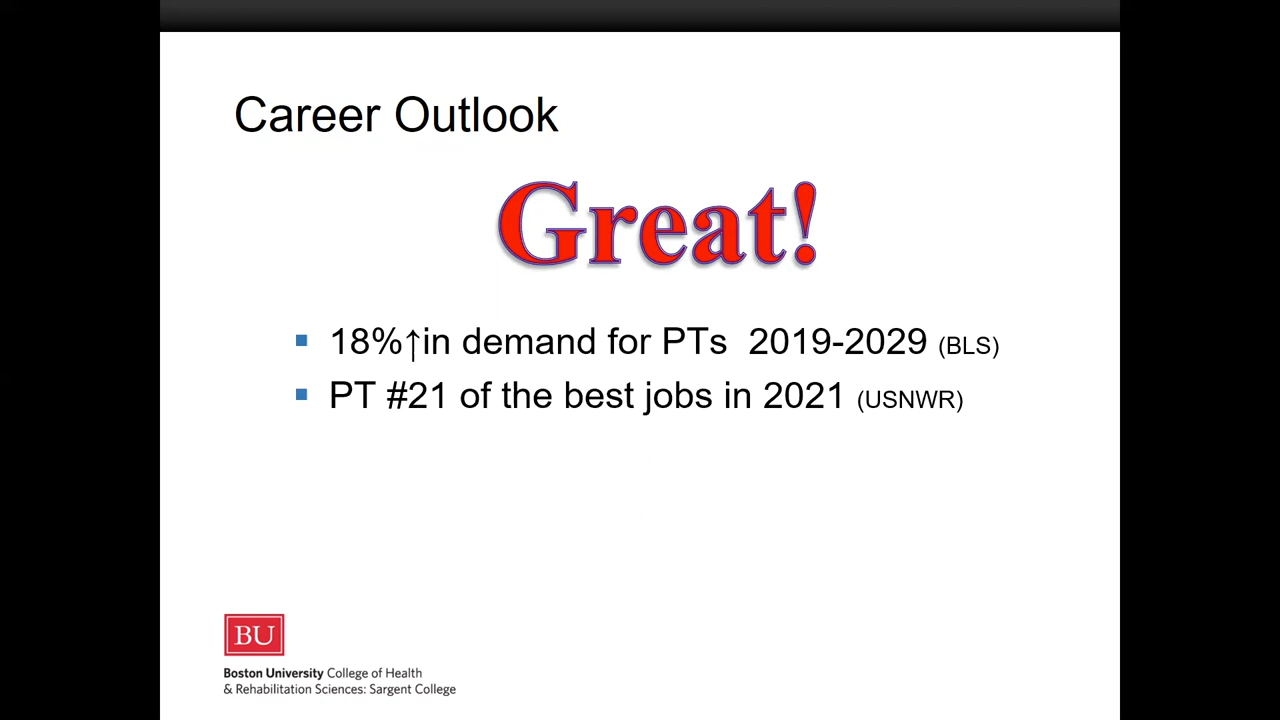 Career Outlook
Great!
18%↑in demand for PTs 2019-2029 (BLS)
PT #21 of the best jobs in 2021 (USNWR)
BU
Boston University College of Health
& Rehabilitation Sciences: Sargent College